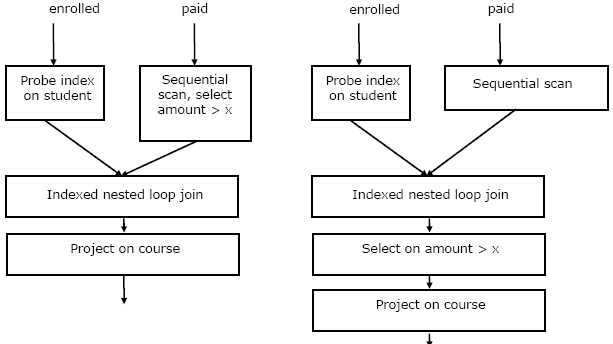 enrolled
paid
Probe index
on student
Sequential
scan, select
amount > x
Indexed nested loop join
Project on course
enrolled
paid
Probe index
on student
Sequential scan
Indexed nested loop join
Select on amount > x
Project on course